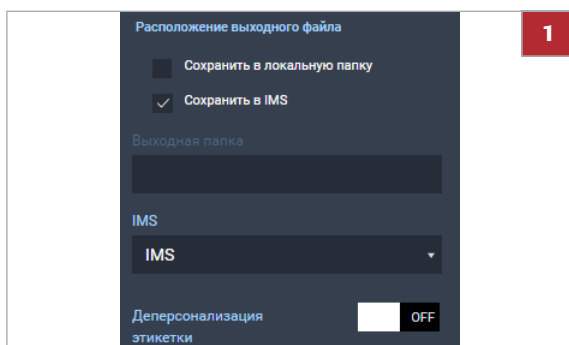 Расположение выходного файла
1
Сохранить в локальную папку
Сохранить в IMS
Выходная папка
IMS
IMS
Деперсонализация
OFF
этикетки